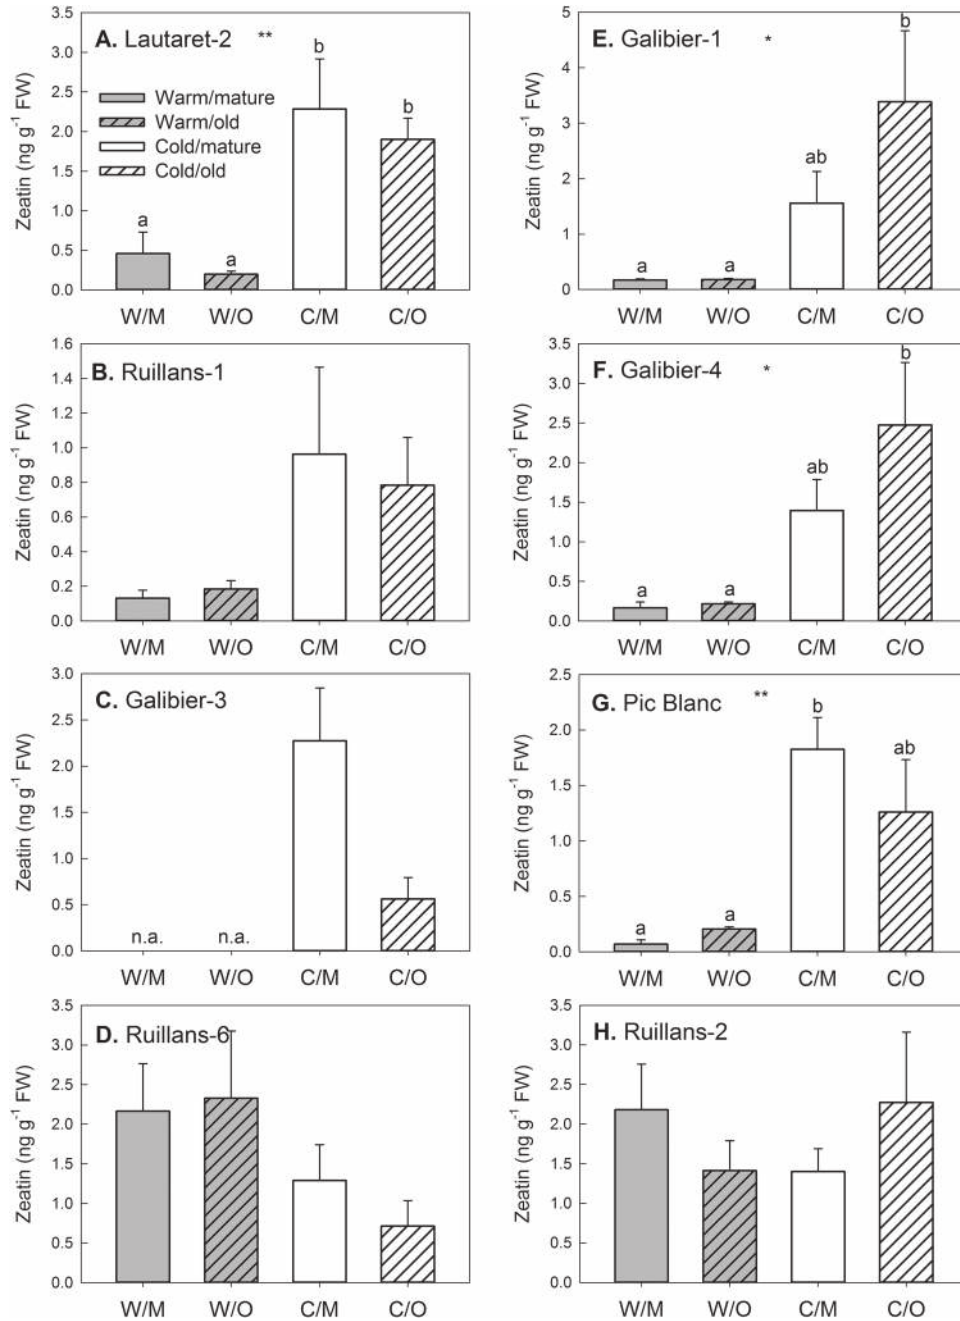 A. Lautaret-2 **
Warm/mature
Warm/old
Cold/mature
Cold/old
Zeatin (ng g⁻¹ FW)
3.5
3.0
2.5
2.0
1.5
1.0
0.5
0.0
a
a
b
b
W/M W/O C/M C/O
E. Galibier-1 *
Zeatin (ng g⁻¹ FW)
5
4
3
2
1
0
a
a
ab
b
W/M W/O C/M C/O
B. Ruillans-1
Zeatin (ng g⁻¹ FW)
1.6
1.4
1.2
1.0
0.8
0.6
0.4
0.2
0.0
W/M W/O C/M C/O
F. Galibier-4 *
Zeatin (ng g⁻¹ FW)
3.5
3.0
2.5
2.0
1.5
1.0
0.5
0.0
a
a
ab
b
W/M W/O C/M C/O
C. Galibier-3
Zeatin (ng g⁻¹ FW)
3.0
2.5
2.0
1.5
1.0
0.5
0.0
n.a. n.a.
W/M W/O C/M C/O
G. Pic Blanc **
Zeatin (ng g⁻¹ FW)
2.5
2.0
1.5
1.0
0.5
0.0
a
a
b
ab
W/M W/O C/M C/O
D. Ruillans-6
Zeatin (ng g⁻¹ FW)
3.5
3.0
2.5
2.0
1.5
1.0
0.5
0.0
W/M W/O C/M C/O
H. Ruillans-2
Zeatin (ng g⁻¹ FW)
3.5
3.0
2.5
2.0
1.5
1.0
0.5
0.0
W/M W/O C/M C/O